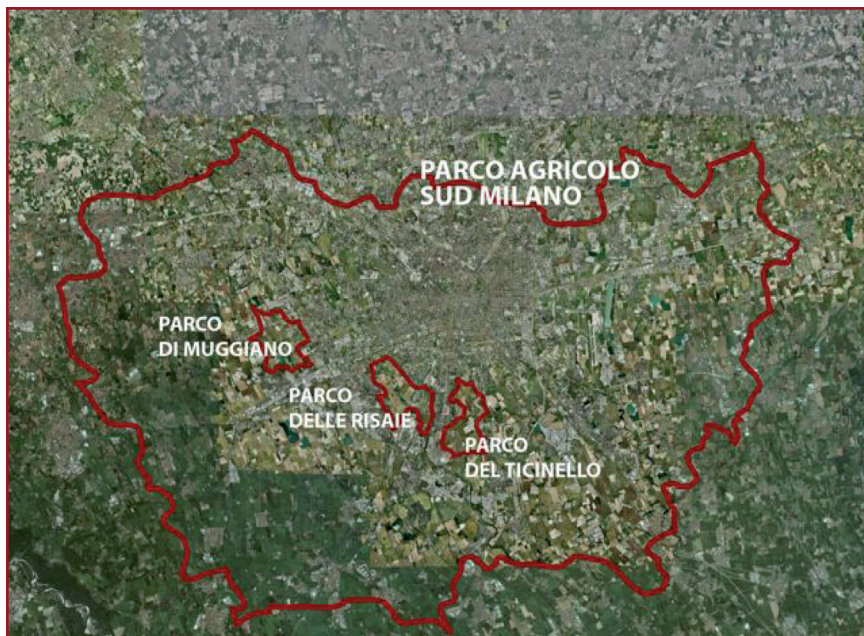 PARCO AGRICOLO
SUD MILANO
PARCO
DI MUGGIANO
PARCO
DELLE RISAIE
PARCO
DEL TICINELLO